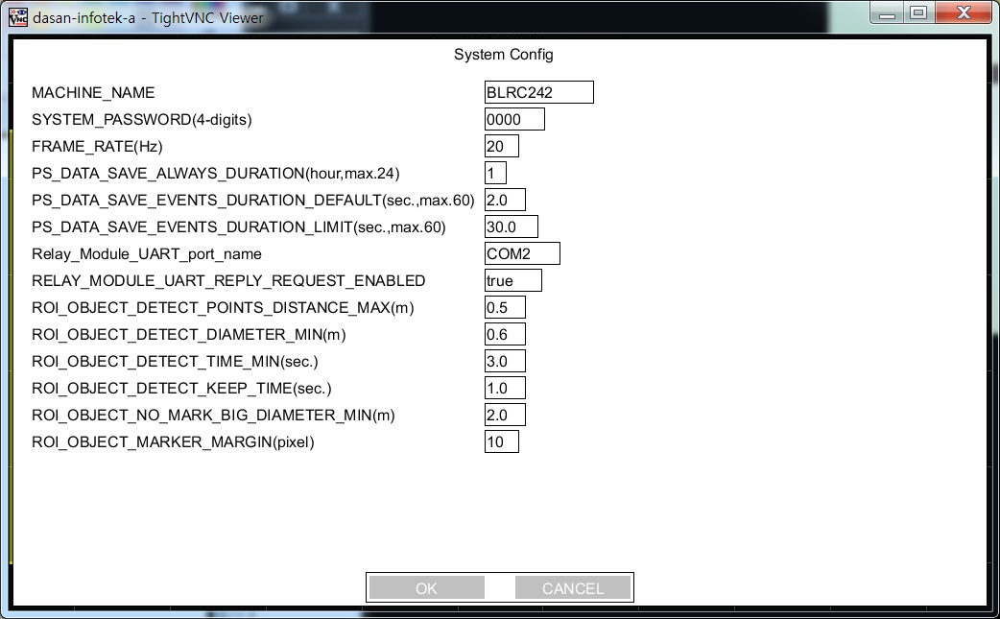 dasan-infotek-a - TightVNC Viewer
System Config
MACHINE_NAME BLRC242
SYSTEM_PASSWORD(4-digits) 0000
FRAME_RATE(Hz) 20
PS_DATA_SAVE_ALWAYS_DURATION(hour,max.24) 1
PS_DATA_SAVE_EVENTS_DURATION_DEFAULT(sec.,max.60) 2.0
PS_DATA_SAVE_EVENTS_DURATION_LIMIT(sec.,max.60) 30.0
Relay_Module_UART_port_name COM2
RELAY_MODULE_UART_REPLY_REQUEST_ENABLED true
ROI_OBJECT_DETECT_POINTS_DISTANCE_MAX(m) 0.5
ROI_OBJECT_DETECT_DIAMETER_MIN(m) 0.6
ROI_OBJECT_DETECT_TIME_MIN(sec.) 3.0
ROI_OBJECT_DETECT_KEEP_TIME(sec.) 1.0
ROI_OBJECT_NO_MARK_BIG_DIAMETER_MIN(m) 2.0
ROI_OBJECT_MARKER_MARGIN(pixel) 10
OK CANCEL